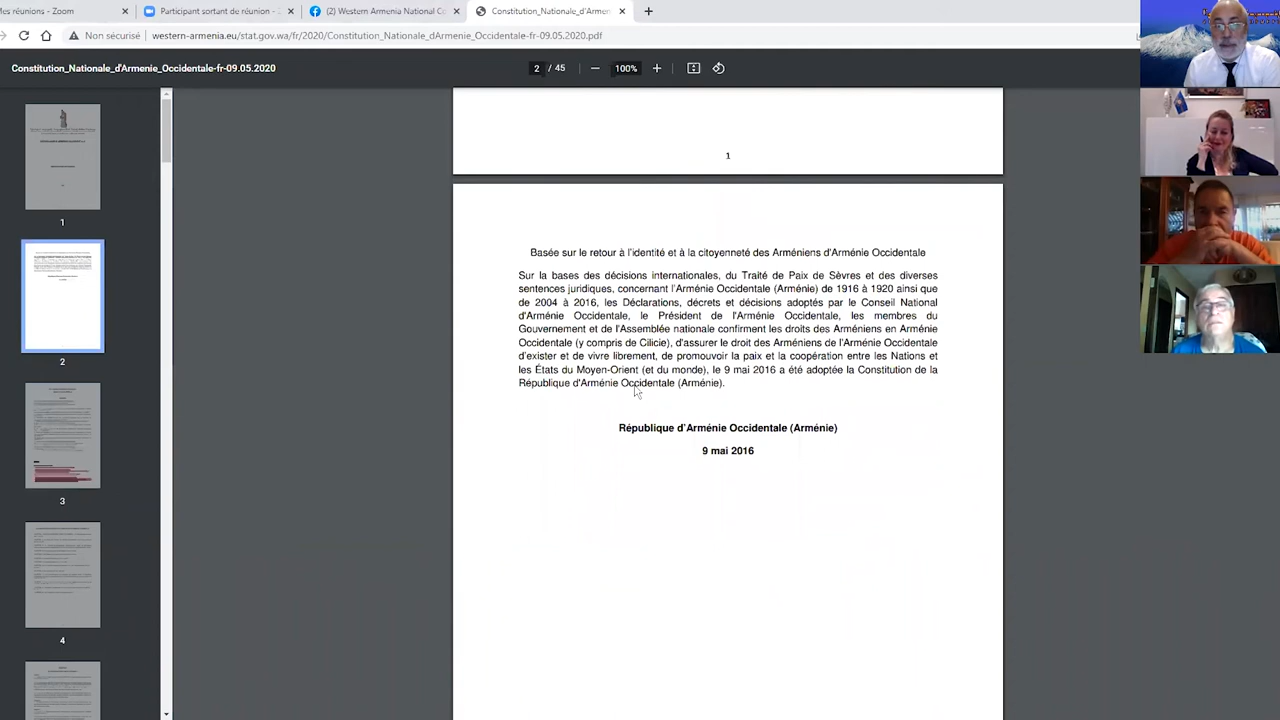 es réunions - Zoom
Participant sortant de réunion -
(2) Western Armenia National Co
Constitution_Nationale_d'Armen
Non sécurisé
western-armenia.eu/stat.gov.wa/fr/2020/Constitution_Nationale_dArmenie_Occidentale-fr-09.05.2020.pdf
Constitution_Nationale_d'Armenie_Occidentale-fr-09.05.2020
2 / 45
100%
1
1
Basée sur le retour à l'identité et à la citoyenneté des Arméniens d'Arménie Occidentale
Sur la bases des décisions internationales, du Traité de Paix de Sèvres et des diverses
sentences juridiques, concernant l'Arménie Occidentale (Arménie) de 1916 à 1920 ainsi que
de 2004 à 2016, les Déclarations, décrets et décisions adoptés par le Conseil National
d'Arménie Occidentale, le Président de l'Arménie Occidentale, les membres du
Gouvernement et de l'Assemblée nationale confirment les droits des Arméniens en Arménie
Occidentale (y compris de Cilicie), d'assurer le droit des Arméniens de l'Arménie Occidentale
d'exister et de vivre librement, de promouvoir la paix et la coopération entre les Nations et
les États du Moyen-Orient (et du monde), le 9 mai 2016 a été adoptée la Constitution de la
République d'Arménie Occidentale (Arménie).
République d'Arménie Occidentale (Arménie)
9 mai 2016
2
3
4